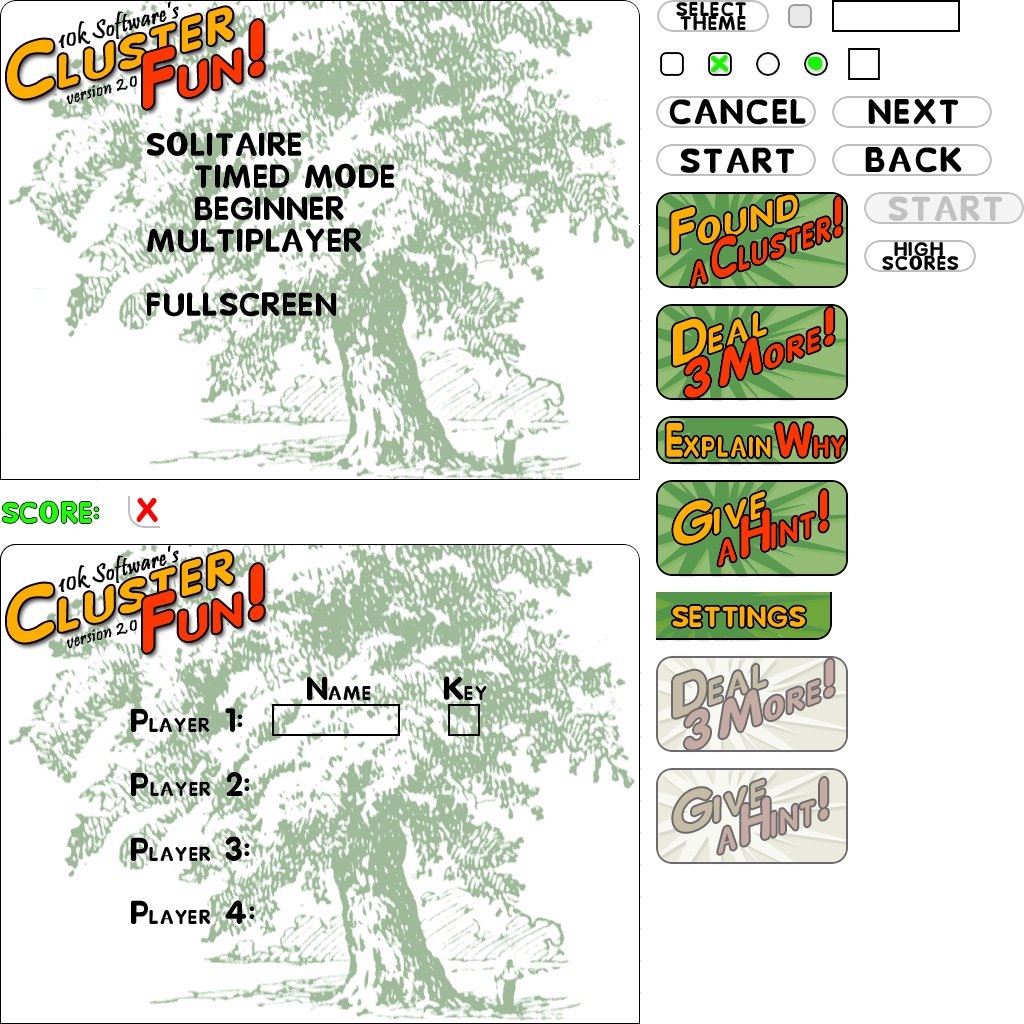 10k Software's
CLUSTER
FUN!
version 2.0
SOLITAIRE
TIMED MODE
BEGINNER
MULTIPLAYER
FULLSCREEN
SCORE:
X
10k Software's
CLUSTER
FUN!
version 2.0
NAME KEY
PLAYER 1:
PLAYER 2:
PLAYER 3:
PLAYER 4:
SELECT
THEME
CANCEL
NEXT
START
BACK
FOUND
A CLUSTER!
START
HIGH
SCORES
DEAL
3 MORE!
EXPLAIN WHY
GIVE
A HINT!
SETTINGS
DEAL
3 MORE!
GIVE
A HINT!